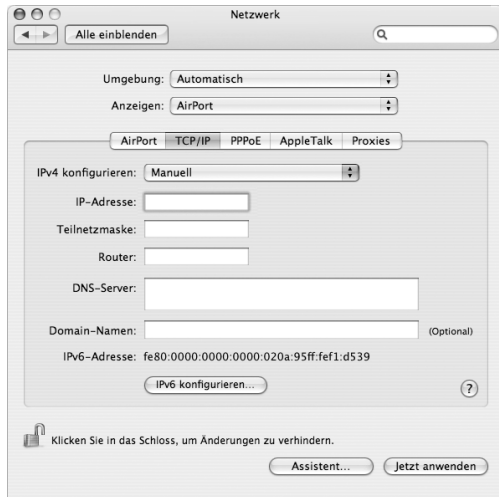 Netzwerk
Alle einblenden
Umgebung: Automatisch
Anzeigen: AirPort
AirPort TCP/IP PPPoE AppleTalk Proxies
IPv4 konfigurieren: Manuell
IP-Adresse:
Teilnetzmaske:
Router:
DNS-Server:
Domain-Namen: (Optional)
IPv6-Adresse: fe80:0000:0000:0000:020a:95ff:fef1:d539
IPv6 konfigurieren... ?
Klicken Sie in das Schloss, um Änderungen zu verhindern.
Assistent... Jetzt anwenden